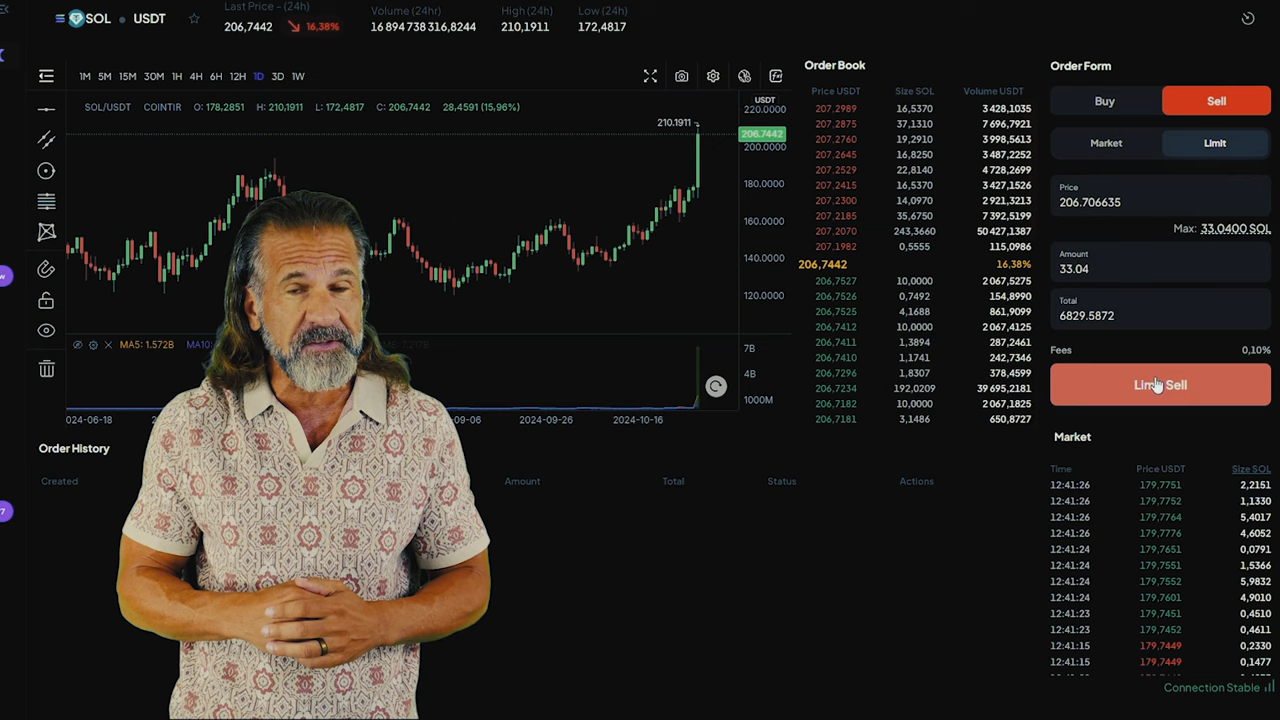 SOL • USDT
Last Price - (24h)
206,7442
16,38%
Volume (24hr)
16 894 738 316,8244
High (24h)
210,1911
Low (24h)
172,4817
1M 5M 15M 30M 1H 4H 6H 12H 1D 3D 1W
SOL/USDT COINTIR O: 178,2851 H: 210,1911 L: 172,4817 C: 206,7442 28,4591 (15,96%)
USDT
220.0000
210.1911
206.7442
200.0000
180.0000
160.0000
140.0000
120.0000
MA5: 1.572B MA10:
7.217B
7B
4B
1000M
024-06-18
-09-06
2024-09-26
2024-10-16
Order Book
Price USDT Size SOL Volume USDT
207,2989 16,5370 3 428,1035
207,2875 37,1310 7 696,7921
207,2760 19,2910 3 998,5613
207,2645 16,8250 3 487,2252
207,2529 22,8140 4 728,2699
207,2415 16,5370 3 427,1526
207,2300 14,0970 2 921,3213
207,2185 35,6750 7 392,5199
207,2070 243,3660 50 427,1387
207,1982 0,5555 115,0986
206,7442 16,38%
206,7527 10,0000 2 067,5275
206,7526 0,7492 154,8990
206,7525 4,1688 861,9099
206,7412 10,0000 2 067,4125
206,7411 1,3894 287,2461
206,7410 1,1741 242,7346
206,7296 1,8307 378,4599
206,7234 192,0209 39 695,2181
206,7182 10,0000 2 067,1825
206,7181 3,1486 650,8727
Order Form
Buy Sell
Market Limit
Price
206.706635
Max: 33.0400 SOL
Amount
33.04
Total
6829.5872
Fees 0,10%
Limit Sell
Order History
Created Amount Total Status Actions
Market
Time Price USDT Size SOL
12:41:26 179,7751 2,2151
12:41:26 179,7752 1,1330
12:41:26 179,7764 5,4017
12:41:26 179,7776 4,6052
12:41:24 179,7651 0,0791
12:41:24 179,7551 1,5366
12:41:24 179,7552 5,9832
12:41:24 179,7601 4,9010
12:41:23 179,7451 0,4510
12:41:23 179,7452 0,4611
12:41:15 179,7449 0,2330
12:41:15 179,7449 0,1477
Connection Stable